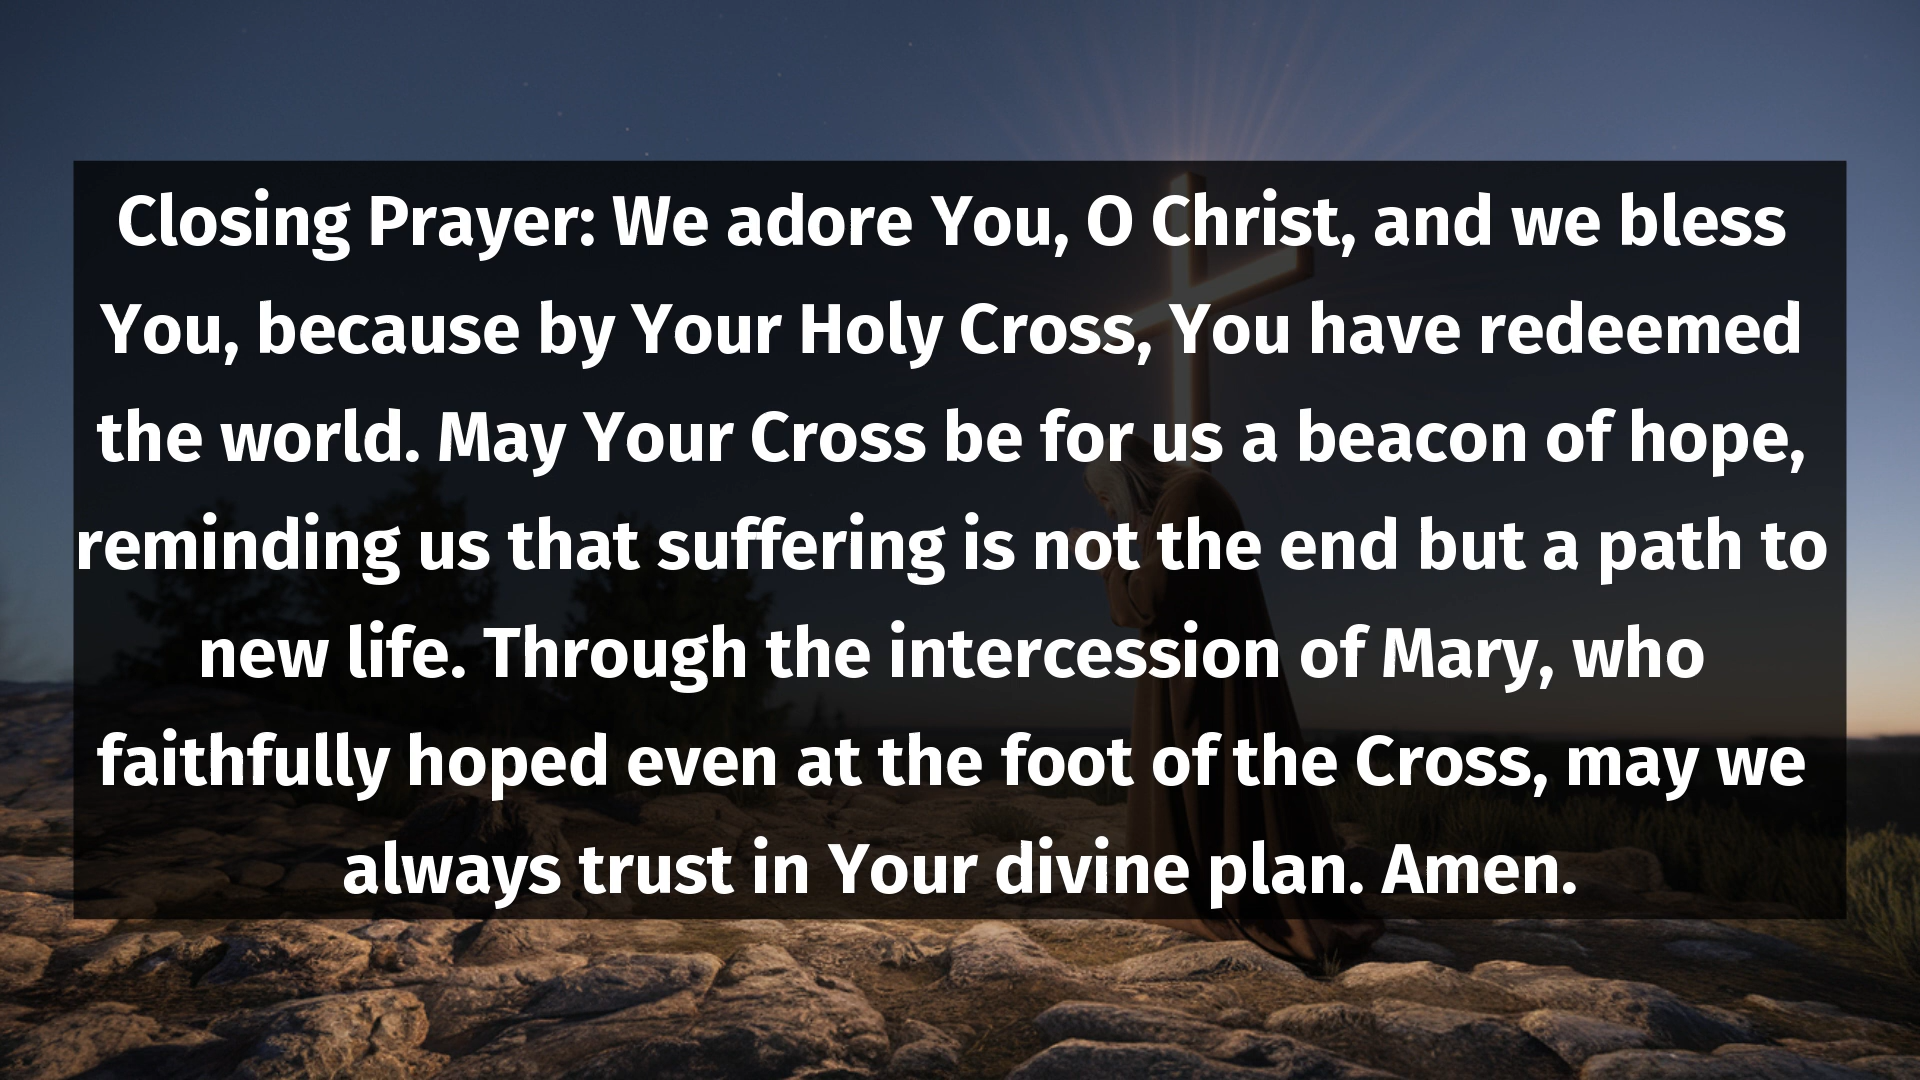 Closing Prayer: We adore You, O Christ, and we bless
You, because by Your Holy Cross, You have redeemed
the world. May Your Cross be for us a beacon of hope,
reminding us that suffering is not the end but a path to
new life. Through the intercession of Mary, who
faithfully hoped even at the foot of the Cross, may we
always trust in Your divine plan. Amen.